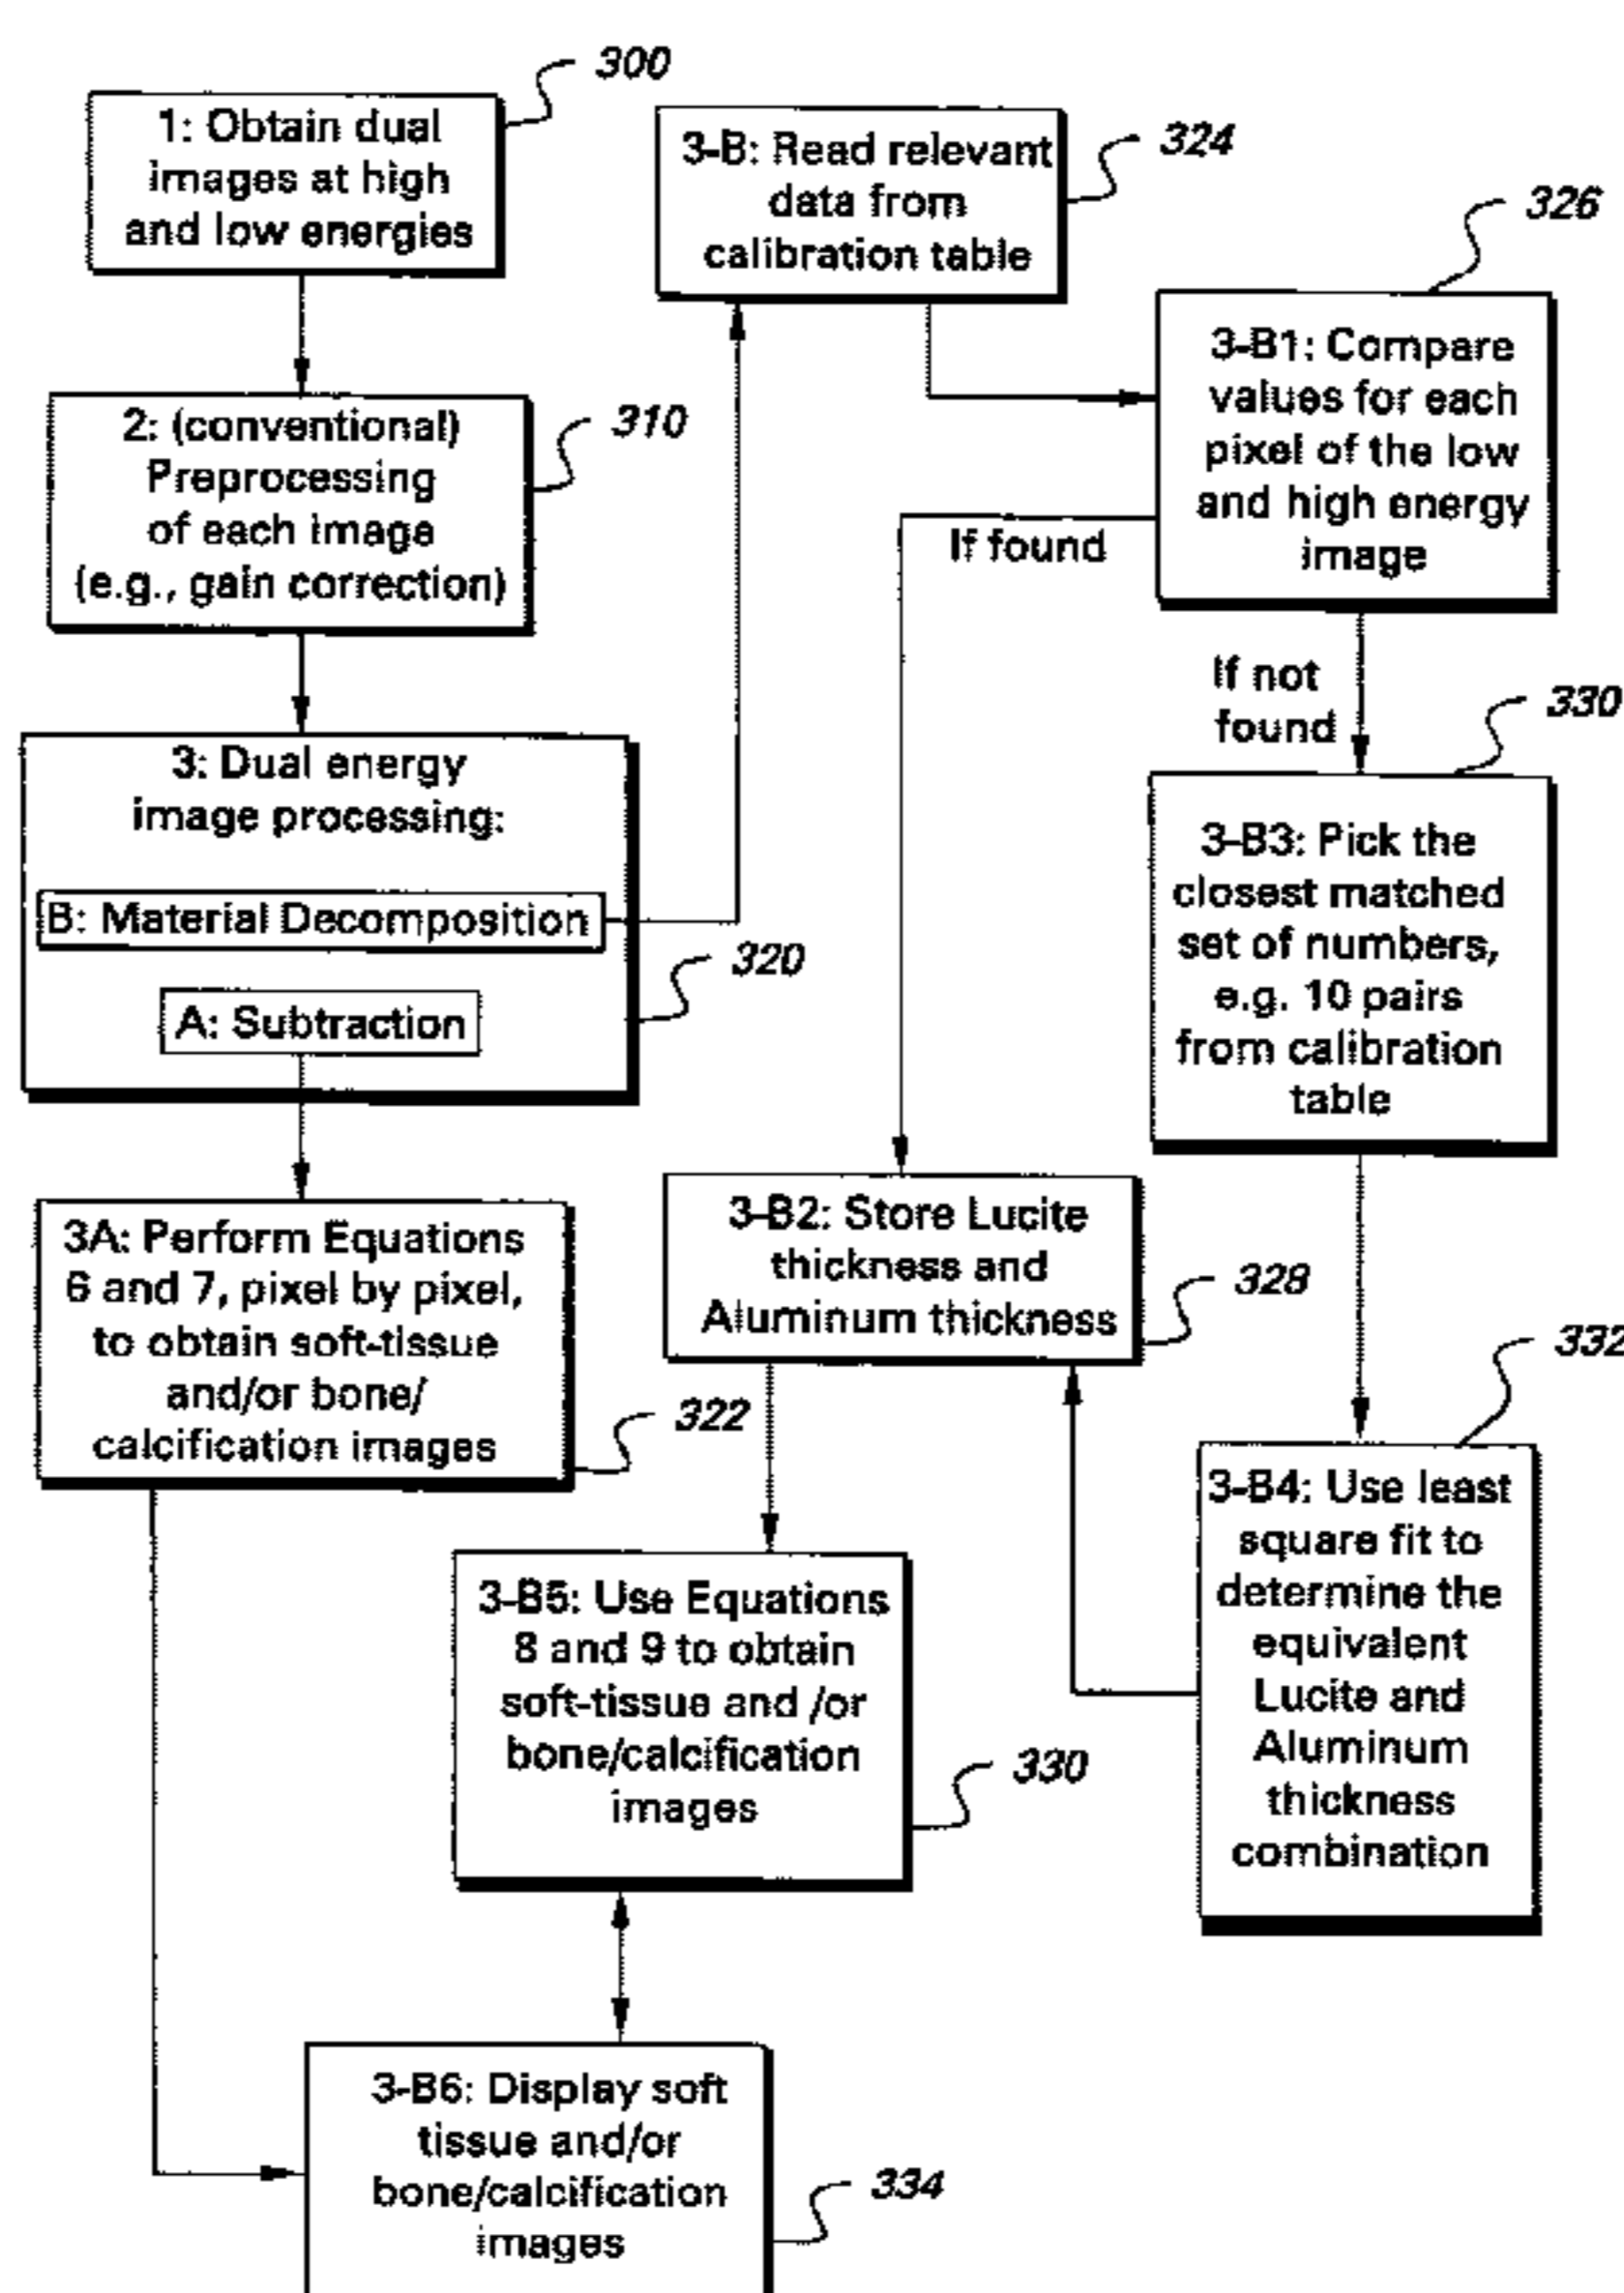 300
1: Obtain dual
images at high
and low energies
310
2: (conventional)
Preprocessing
of each image
(e.g., gain correction)
3: Dual energy
image processing:
B: Material Decomposition
320
A: Subtraction
3A: Perform Equations
6 and 7, pixel by pixel,
to obtain soft-tissue
and/or bone/
calcification images
322
3-B: Read relevant
data from
calibration table
324
326
3-B1: Compare
values for each
pixel of the low
and high energy
image
If found
If not
found
330
3-B3: Pick the
closest matched
set of numbers,
e.g. 10 pairs
from calibration
table
3-B2: Store Lucite
thickness and
Aluminum thickness
328
332
3-B4: Use least
square fit to
determine the
equivalent
Lucite and
Aluminum
thickness
combination
3-B5: Use Equations
8 and 9 to obtain
soft-tissue and /or
bone/calcification
images
330
3-B6: Display soft
tissue and/or
bone/calcification
images
334